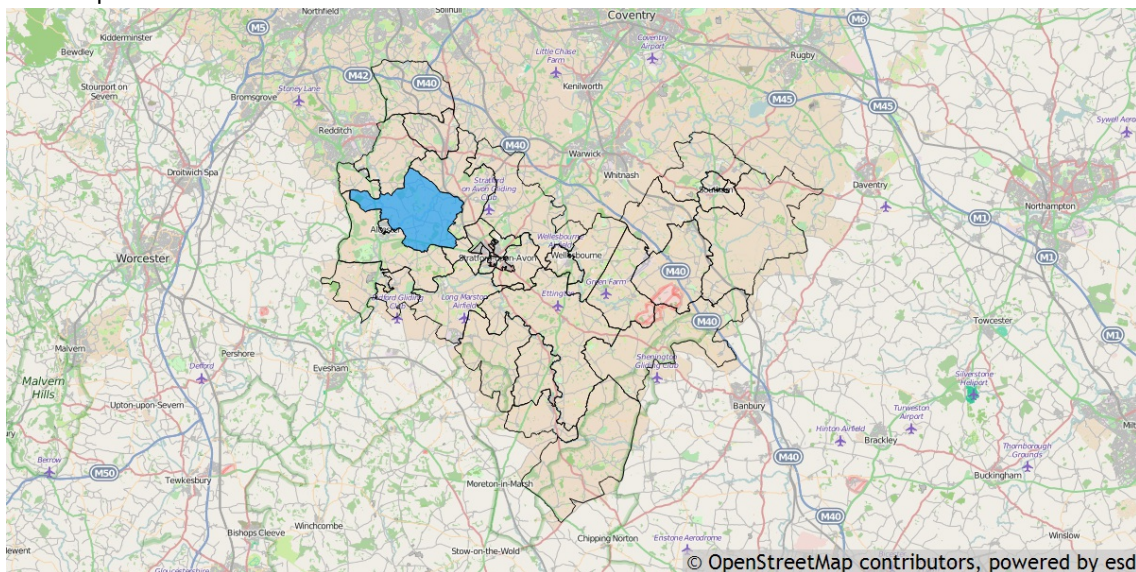 Northfield
Solihull
Coventry
M6
Kidderminster
M5
Bewdley
Little Chase
Farm
Coventry
Airport
Rugby
Stourport on
Severn
M42
M40
Kenilworth
Bromsgrove
Stoney Lane
M45
M45
Redditch
M40
Warwick
Droitwich Spa
Whitnash
Stratford
on Avon Gliding
Club
Daventry
M1
Northampton
Worcester
Wellesbourne
M1
M40
Long Marston
Airfield
Ettington
Green Farm
Towcester
M40
M1
Malvern
Pershore
Defford
Evesham
Shenington
Gliding Club
Malvern
Hills
Silverstone
Heliport
Upton-upon-Severn
Banbury
Turweston
Airport
Hinton Airfield
Brackley
Thornborough
Grounds
Berrow
M50
M40
Buckingham
Tewkesbury
Moreton-in-Marsh
Winchcombe
M40
Bishops Cleeve
Chipping Norton
Winslow
Stow-on-the-Wold
Enstone Aerodrome
© OpenStreetMap contributors, powered by esd